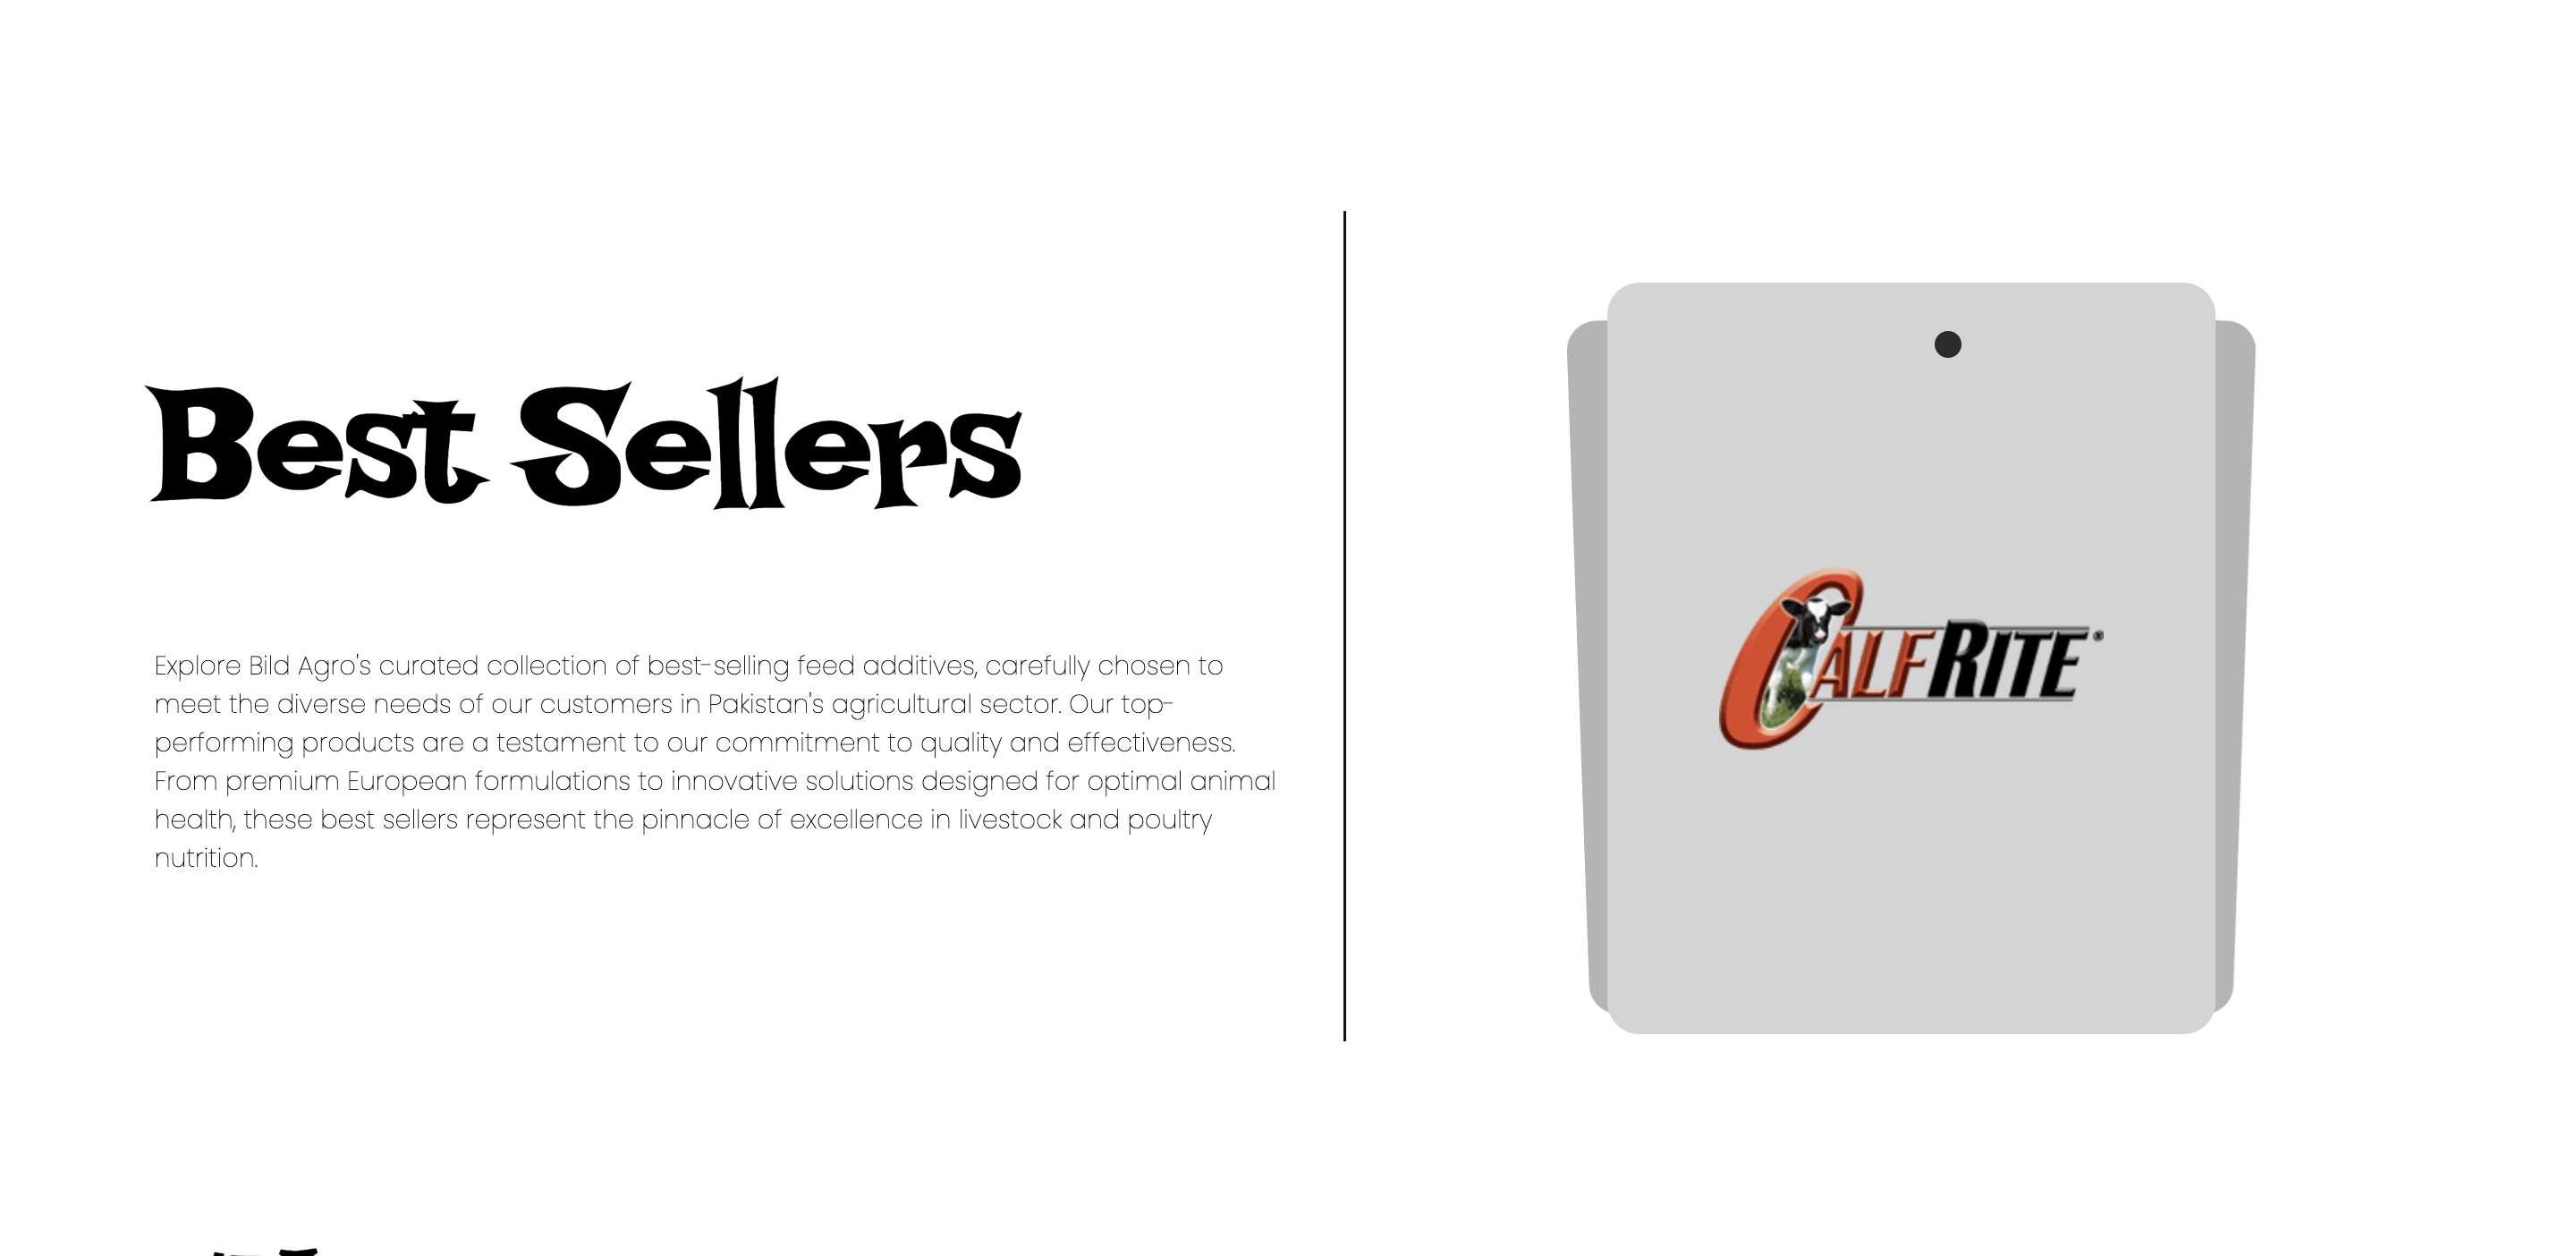 Best Sellers
Explore Bild Agro's curated collection of best-selling feed additives, carefully chosen to
meet the diverse needs of our customers in Pakistan's agricultural sector. Our top-
performing products are a testament to our commitment to quality and effectiveness.
From premium European formulations to innovative solutions designed for optimal animal
health, these best sellers represent the pinnacle of excellence in livestock and poultry
nutrition.
CALFRITE®